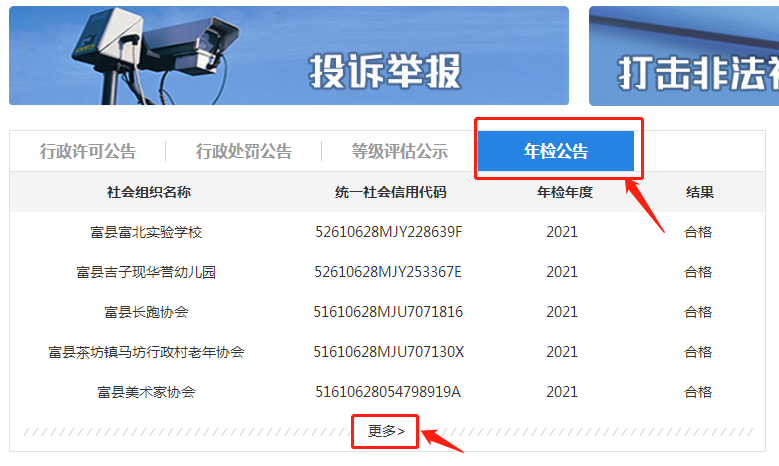 投诉举报
打击非法社
行政许可公告 行政处罚公告 等级评估公示 年检公告
社会组织名称 统一社会信用代码 年检年度 结果
富县富北实验学校 52610628MJY228639F 2021 合格
富县吉子现华誉幼儿园 52610628MJY253367E 2021 合格
富县长跑协会 51610628MJU7071816 2021 合格
富县茶坊镇马坊行政村老年协会 51610628MJU707130X 2021 合格
富县美术家协会 51610628054798919A 2021 合格
更多>